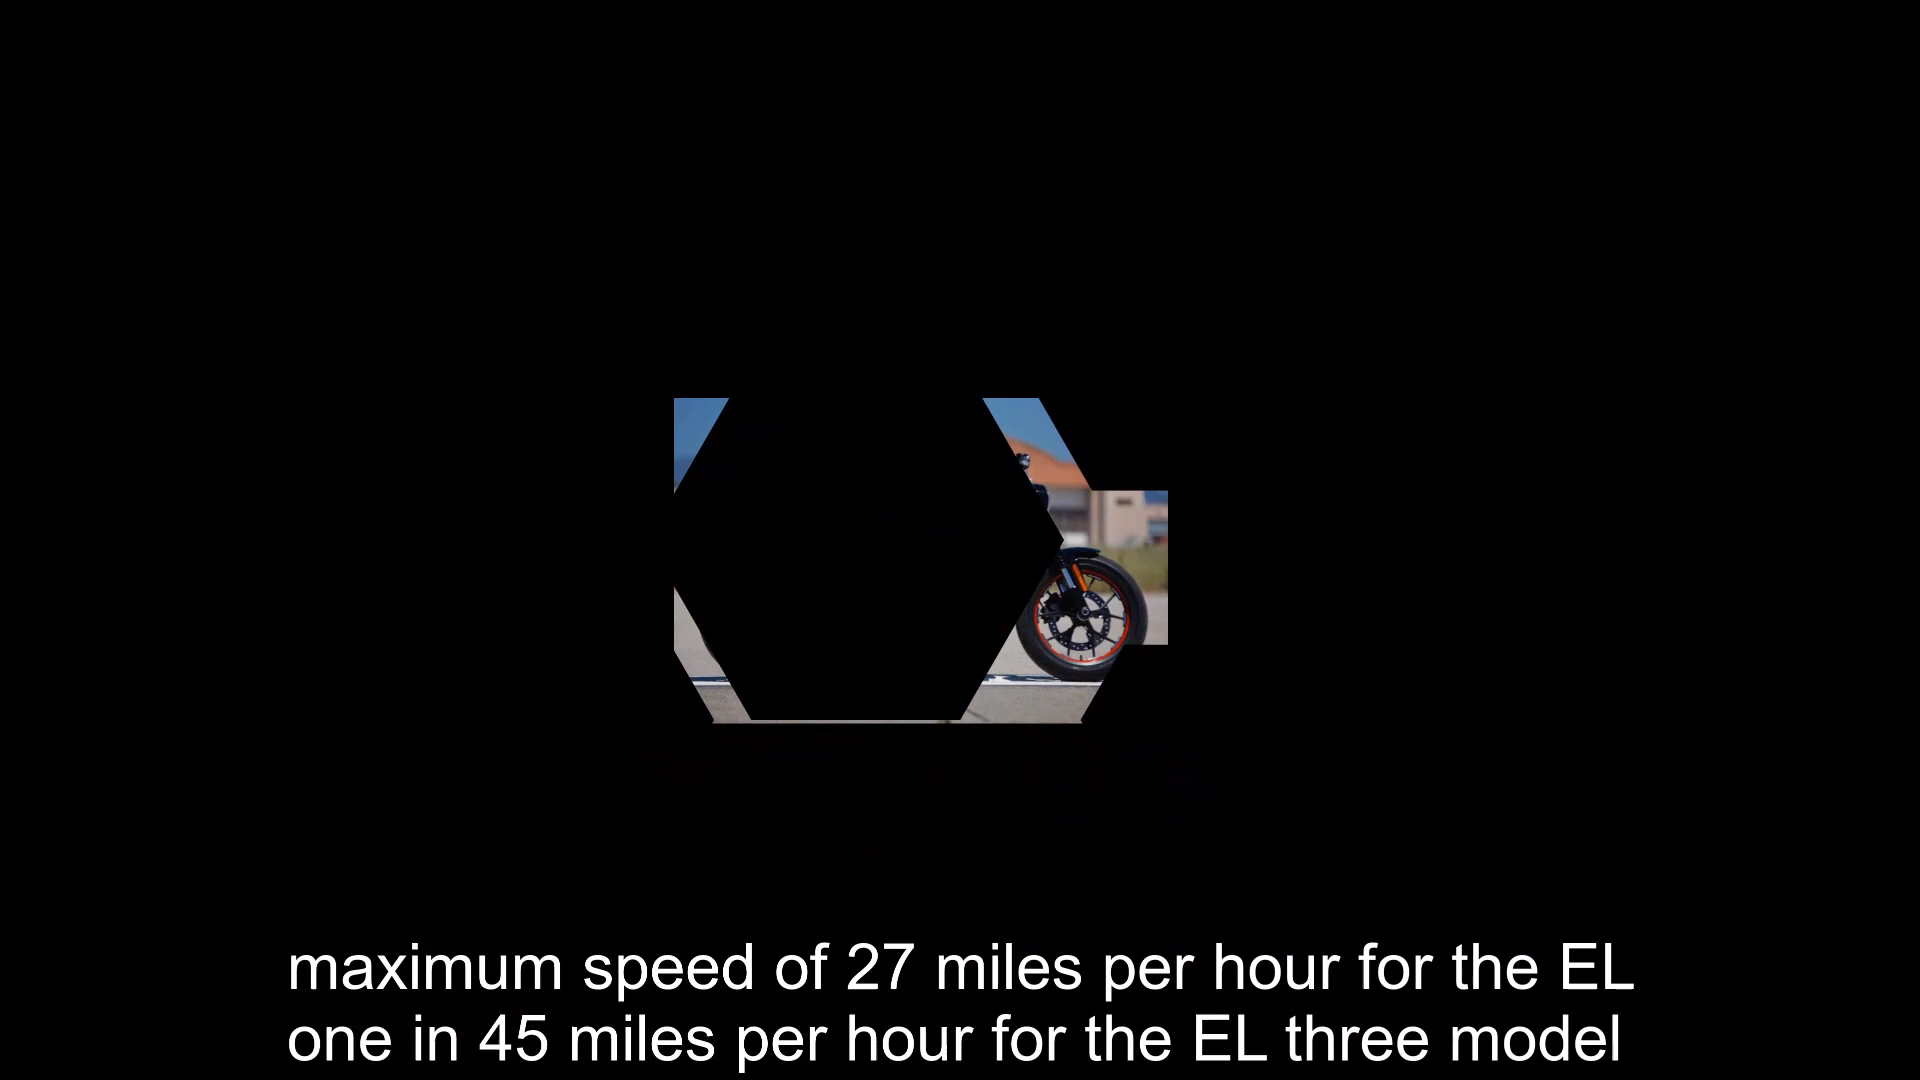 maximum speed of 27 miles per hour for the EL
one in 45 miles per hour for the EL three model